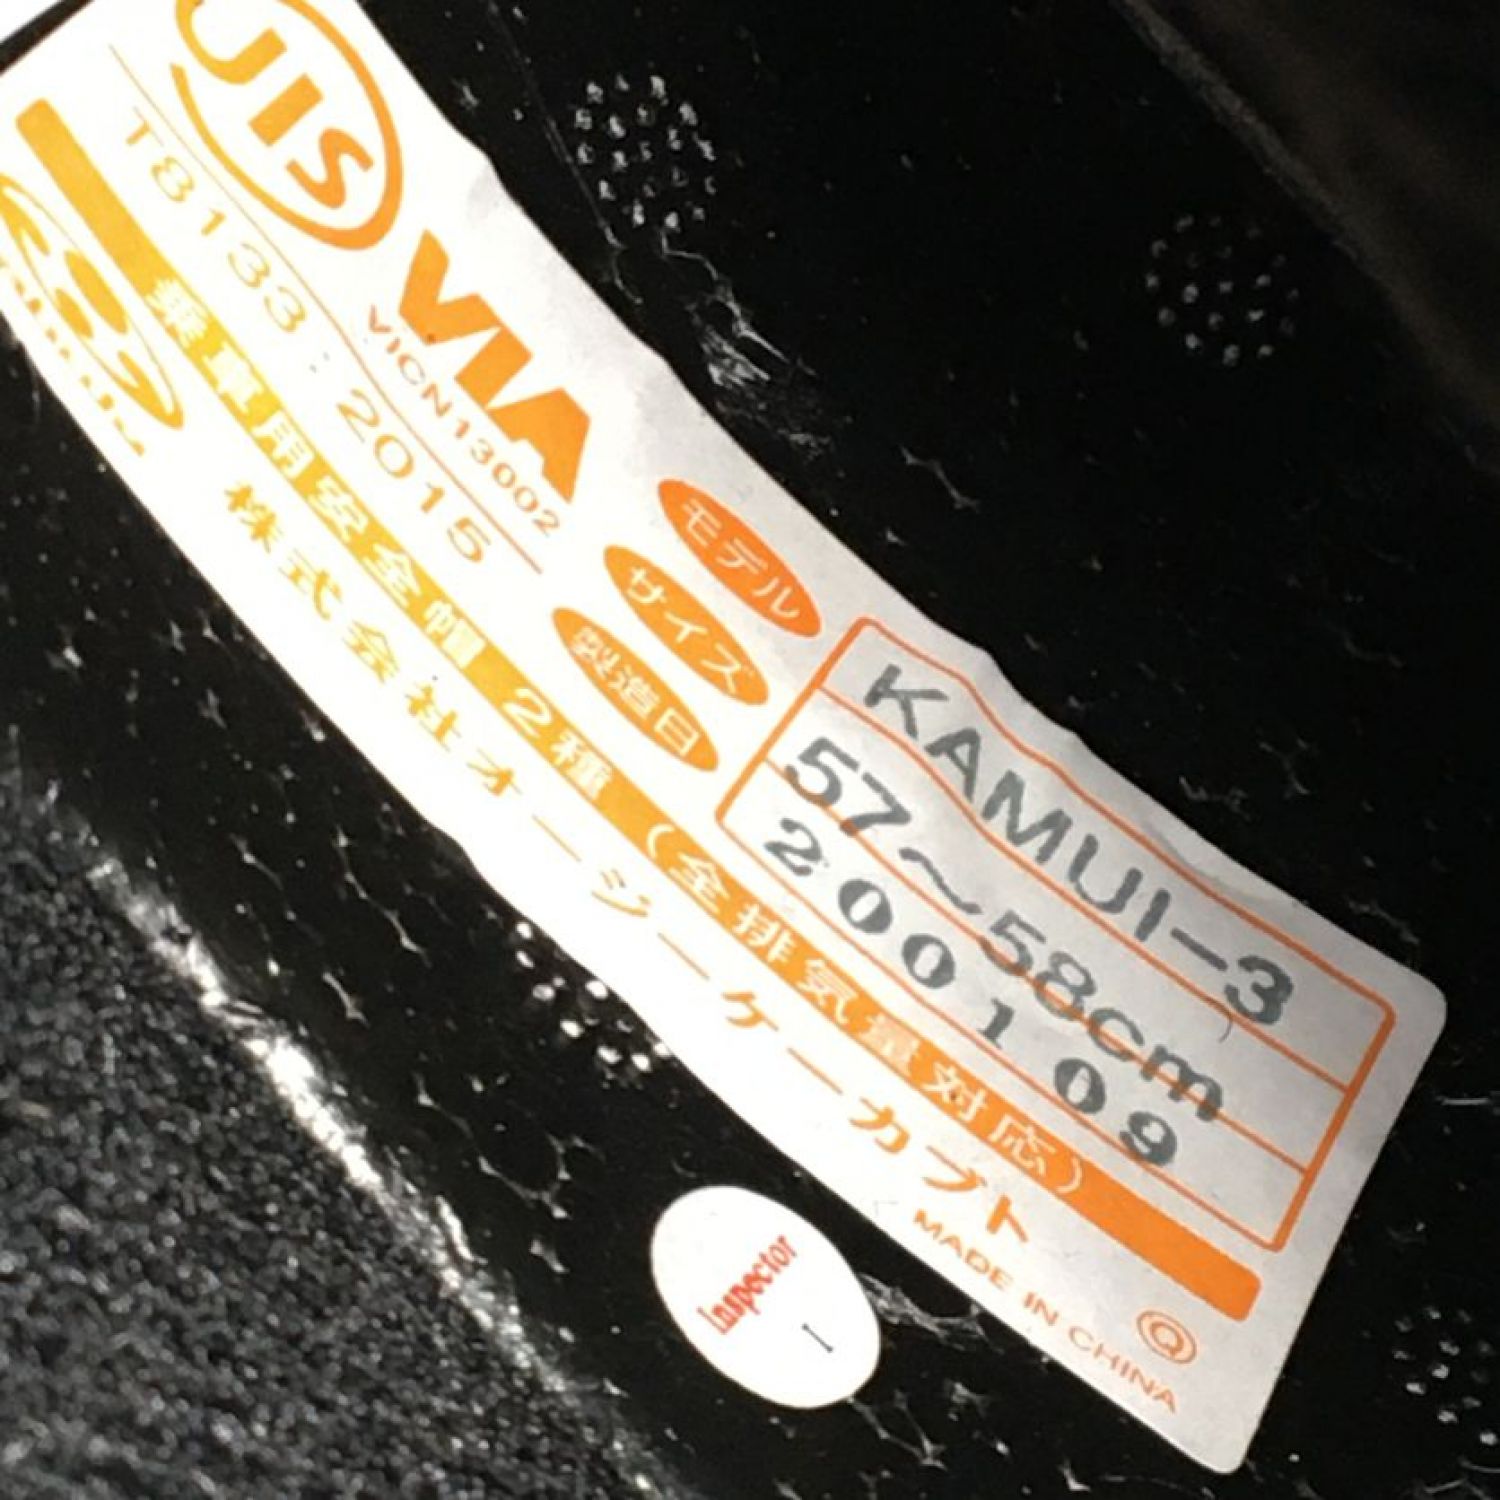 JIS
VIA
VICN13002
T8133:2015
乗車用安全帽 2種 (全排気量対応)
株式会社オージーケーカブト
モデル KAMUI-3
サイズ 57〜58cm
製造日 200109
MADE IN CHINA
Q
Inspector
1